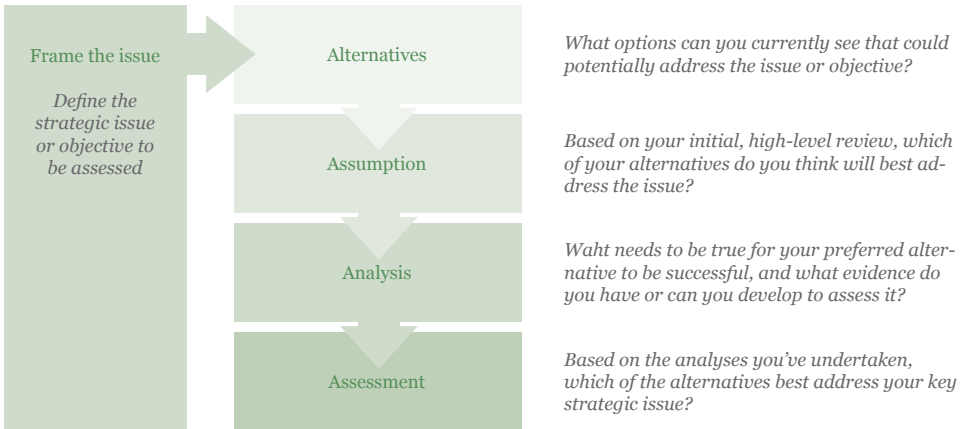 Frame the issue
Define the
strategic issue
or objective to
be assessed
Alternatives
What options can you currently see that could
potentially address the issue or objective?
Assumption
Based on your initial, high-level review, which
of your alternatives do you think will best ad-
dress the issue?
Analysis
Waht needs to be true for your preferred alter-
native to be successful, and what evidence do
you have or can you develop to assess it?
Assessment
Based on the analyses you've undertaken,
which of the alternatives best address your key
strategic issue?